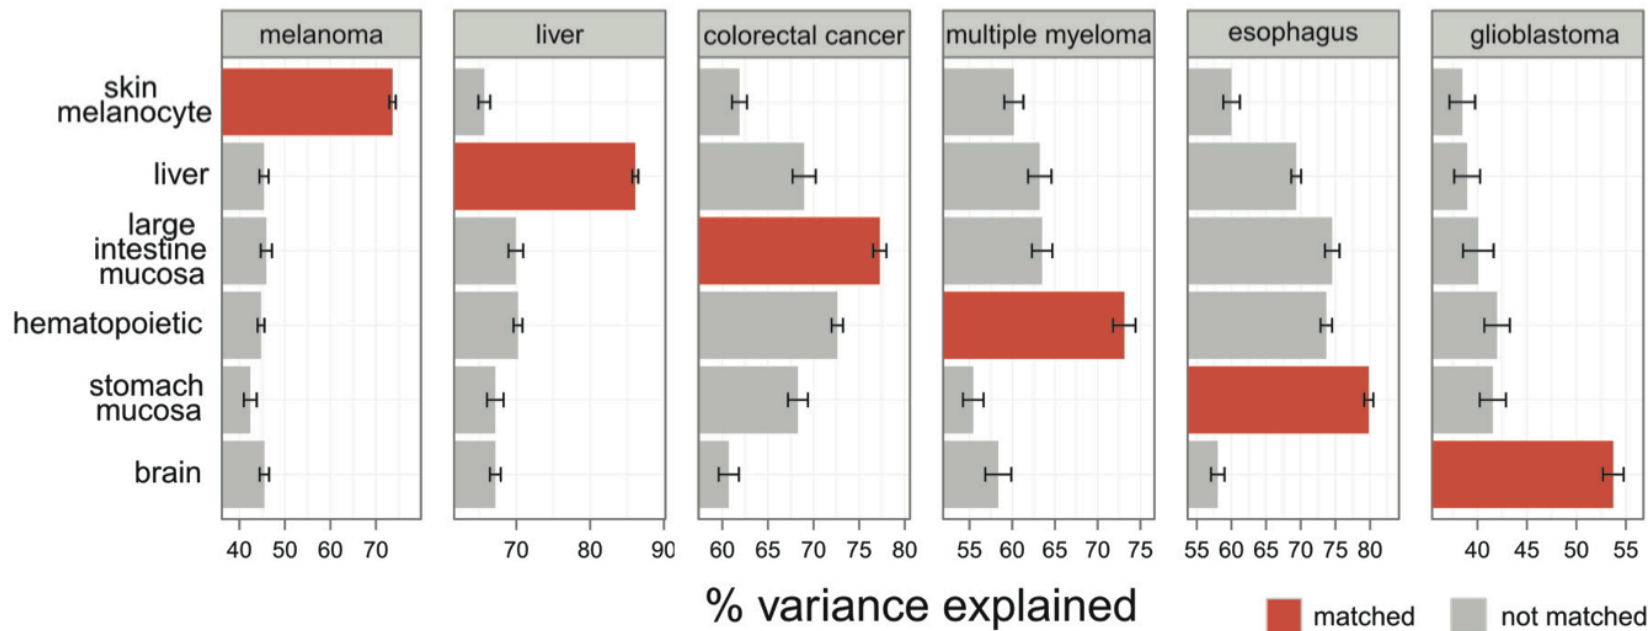 melanoma liver colorectal cancer multiple myeloma esophagus glioblastoma
skin
melanocyte
liver
large
intestine
mucosa
hematopoietic
stomach
mucosa
brain
40 50 60 70 70 80 90 60 65 70 75 80 55 60 65 70 75 55 60 65 70 75 80 40 45 50 55
% variance explained
matched not matched